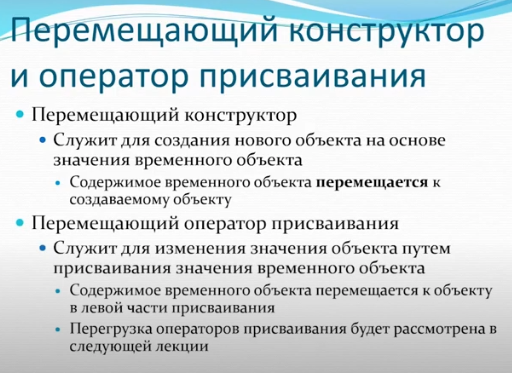 Перемещающий конструктор
и оператор присваивания
Перемещающий конструктор
Служит для создания нового объекта на основе
значения временного объекта
Содержимое временного объекта перемещается к
создаваемому объекту
Перемещающий оператор присваивания
Служит для изменения значения объекта путем
присваивания значения временного объекта
Содержимое временного объекта перемещается к объекту
в левой части присваивания
Перегрузка операторов присваивания будет рассмотрена в
следующей лекции